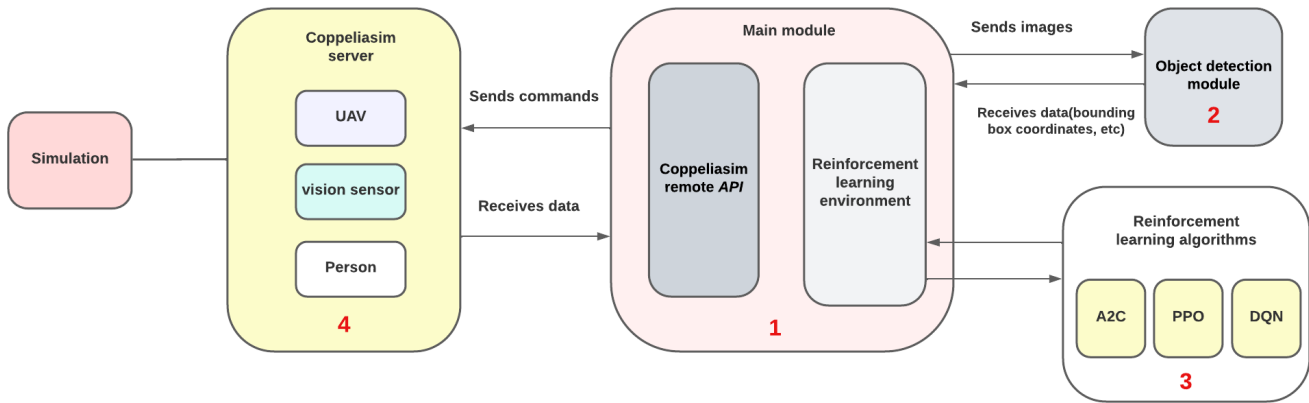 Simulation
Coppeliasim
server
UAV
vision sensor
Person
4
Sends commands
Receives data
Main module
Coppeliasim
remote API
Reinforcement
learning
environment
1
Sends images
Receives data(bounding
box coordinates, etc)
Object detection
module
2
Reinforcement
learning algorithms
A2C
PPO
DQN
3